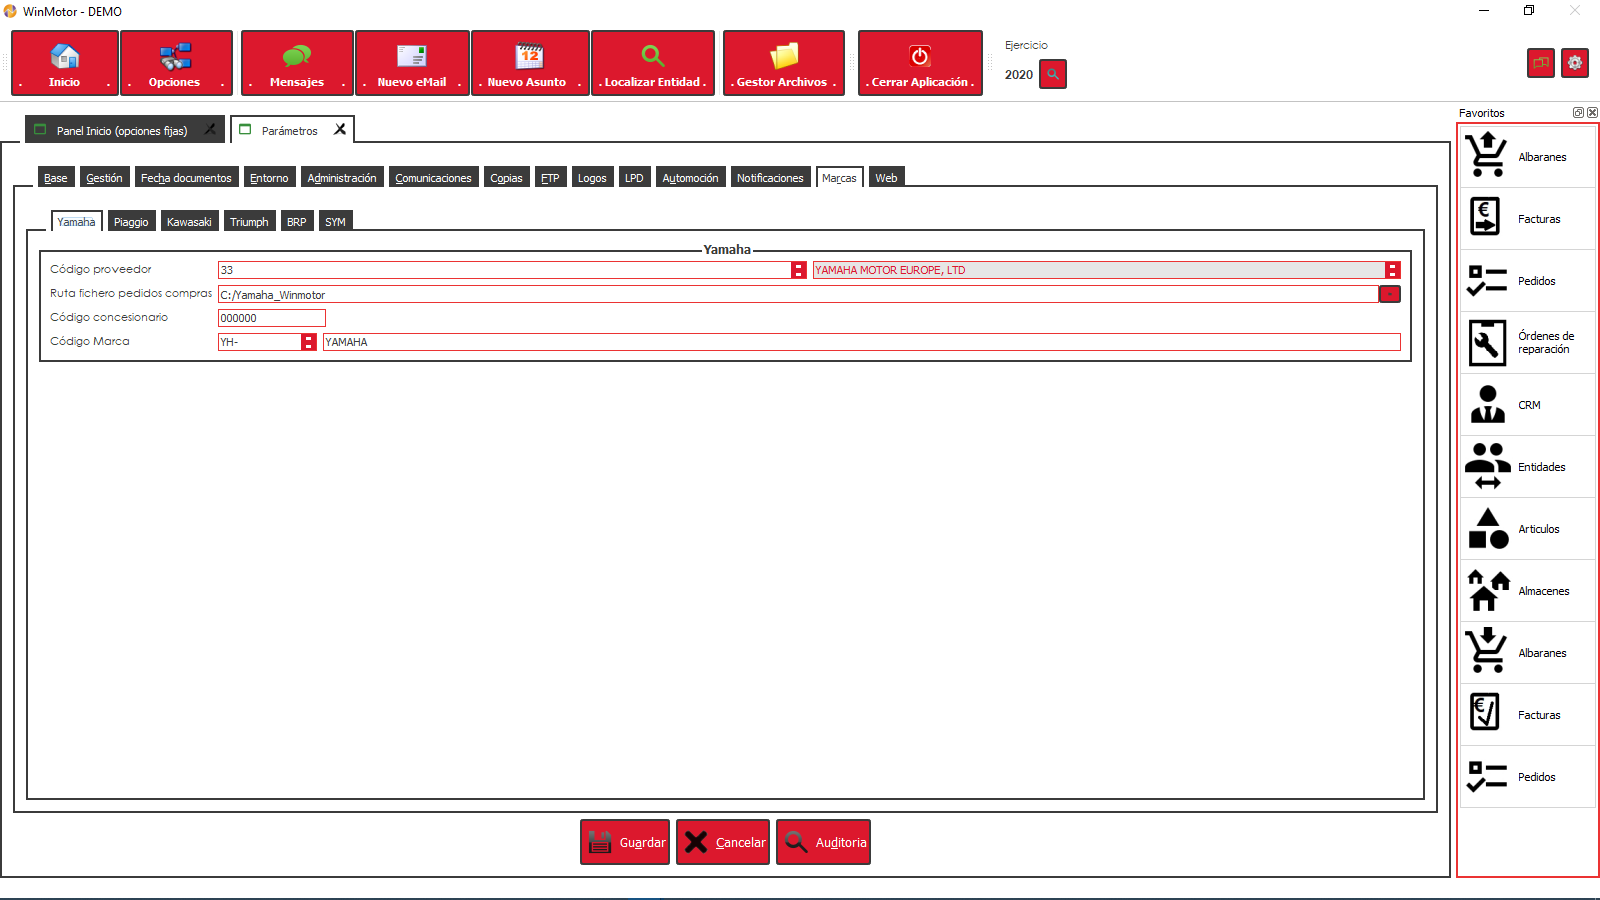 WinMotor - DEMO
. Inicio .
. Opciones .
. Mensajes .
. Nuevo eMail .
. Nuevo Asunto .
. Localizar Entidad .
. Gestor Archivos .
. Cerrar Aplicación .
Ejercicio
2020
Panel Inicio (opciones fijas)
Parámetros
Base
Gestión
Fecha documentos
Entorno
Administración
Comunicaciones
Copias
FTP
Logos
LPD
Automoción
Notificaciones
Marcas
Web
Yamaha
Piaggio
Kawasaki
Triumph
BRP
SYM
Yamaha
Código proveedor
33
YAMAHA MOTOR EUROPE, LTD
Ruta fichero pedidos compras
C:/Yamaha_Winmotor
Código concesionario
000000
Código Marca
YH-
YAMAHA
Guardar
Cancelar
Auditoria
Favoritos
Albaranes
Facturas
Pedidos
Órdenes de
reparación
CRM
Entidades
Articulos
Almacenes
Albaranes
Facturas
Pedidos